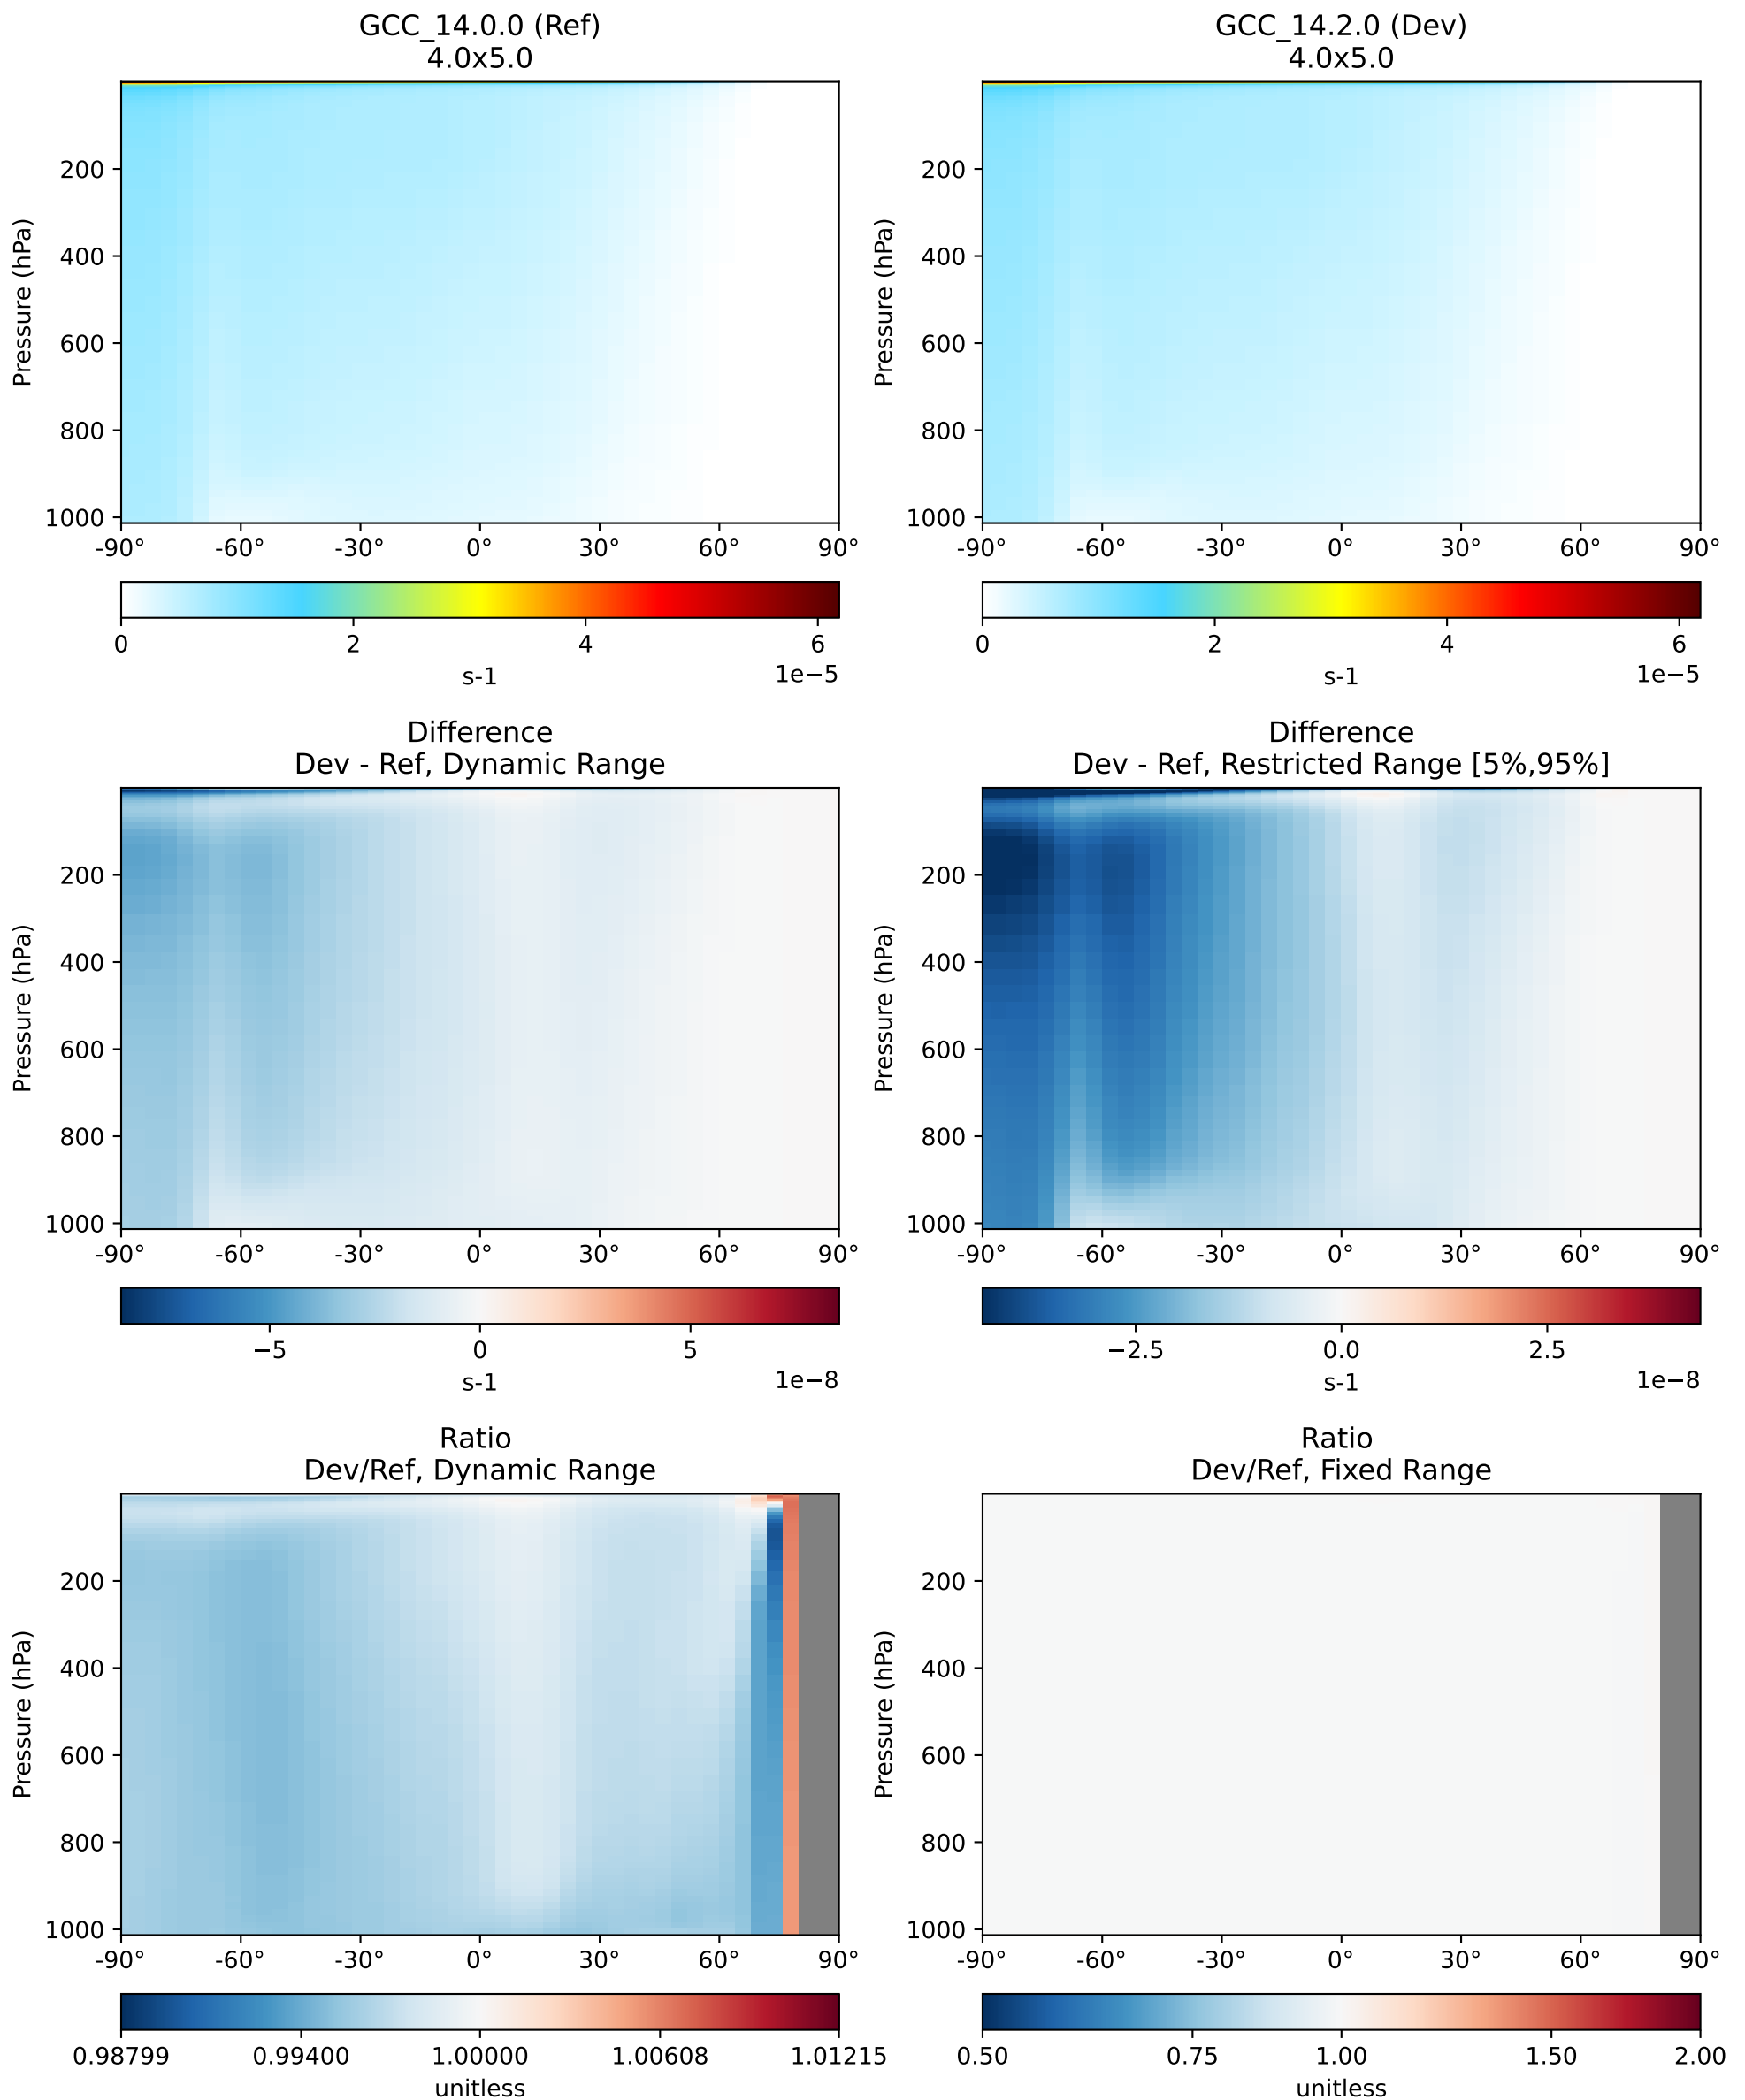 GCC_14.0.0 (Ref)
4.0x5.0
Pressure (hPa)
200
400
600
800
1000
-90° -60° -30° 0° 30° 60° 90°
0 2 4 6
1e−5
s-1
GCC_14.2.0 (Dev)
4.0x5.0
Pressure (hPa)
200
400
600
800
1000
-90° -60° -30° 0° 30° 60° 90°
0 2 4 6
1e−5
s-1
Difference
Dev - Ref, Dynamic Range
Pressure (hPa)
200
400
600
800
1000
-90° -60° -30° 0° 30° 60° 90°
−5 0 5
1e−8
s-1
Difference
Dev - Ref, Restricted Range [5%,95%]
Pressure (hPa)
200
400
600
800
1000
-90° -60° -30° 0° 30° 60° 90°
−2.5 0.0 2.5
1e−8
s-1
Ratio
Dev/Ref, Dynamic Range
Pressure (hPa)
200
400
600
800
1000
-90° -60° -30° 0° 30° 60° 90°
0.98799 0.99400 1.00000 1.00608 1.01215
unitless
Ratio
Dev/Ref, Fixed Range
Pressure (hPa)
200
400
600
800
1000
-90° -60° -30° 0° 30° 60° 90°
0.50 0.75 1.00 1.50 2.00
unitless